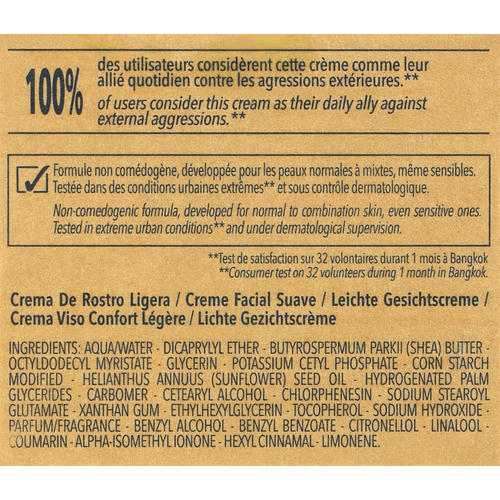 100%
des utilisateurs considèrent cette crème comme leur
allié quotidien contre les agressions extérieures.**
of users consider this cream as their daily ally against
external aggressions.**
Formule non comédogène, développée pour les peaux normales à mixtes, même sensibles.
Testée dans des conditions urbaines extrêmes** et sous contrôle dermatologique.
Non-comedogenic formula, developed for normal to combination skin, even sensitive ones.
Tested in extreme urban conditions** and under dermatological supervision.
**Test de satisfaction sur 32 volontaires durant 1 mois à Bangkok
**Consumer test on 32 volunteers during 1 month in Bangkok.
Crema De Rostro Ligera / Creme Facial Suave / Leichte Gesichtscreme /
Crema Viso Confort Légère / Lichte Gezichtscrème
INGREDIENTS: AQUA/WATER - DICAPRYLYL ETHER - BUTYROSPERMUM PARKII (SHEA) BUTTER -
OCTYLDODECYL MYRISTATE - GLYCERIN - POTASSIUM CETYL PHOSPHATE - CORN STARCH
MODIFIED - HELIANTHUS ANNUUS (SUNFLOWER) SEED OIL - HYDROGENATED PALM
GLYCERIDES - CARBOMER - CETEARYL ALCOHOL - CHLORPHENESIN - SODIUM STEAROYL
GLUTAMATE - XANTHAN GUM - ETHYLHEXYLGLYCERIN - TOCOPHEROL - SODIUM HYDROXIDE -
PARFUM/FRAGRANCE - BENZYL ALCOHOL - BENZYL BENZOATE - CITRONELLOL - LINALOOL -
COUMARIN - ALPHA-ISOMETHYL IONONE - HEXYL CINNAMAL - LIMONENE.